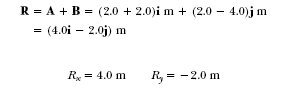 R = A + B = (2.0 + 2.0)i m + (2.0 − 4.0)j m
= (4.0i − 2.0j) m
Rx = 4.0 m Ry = −2.0 m